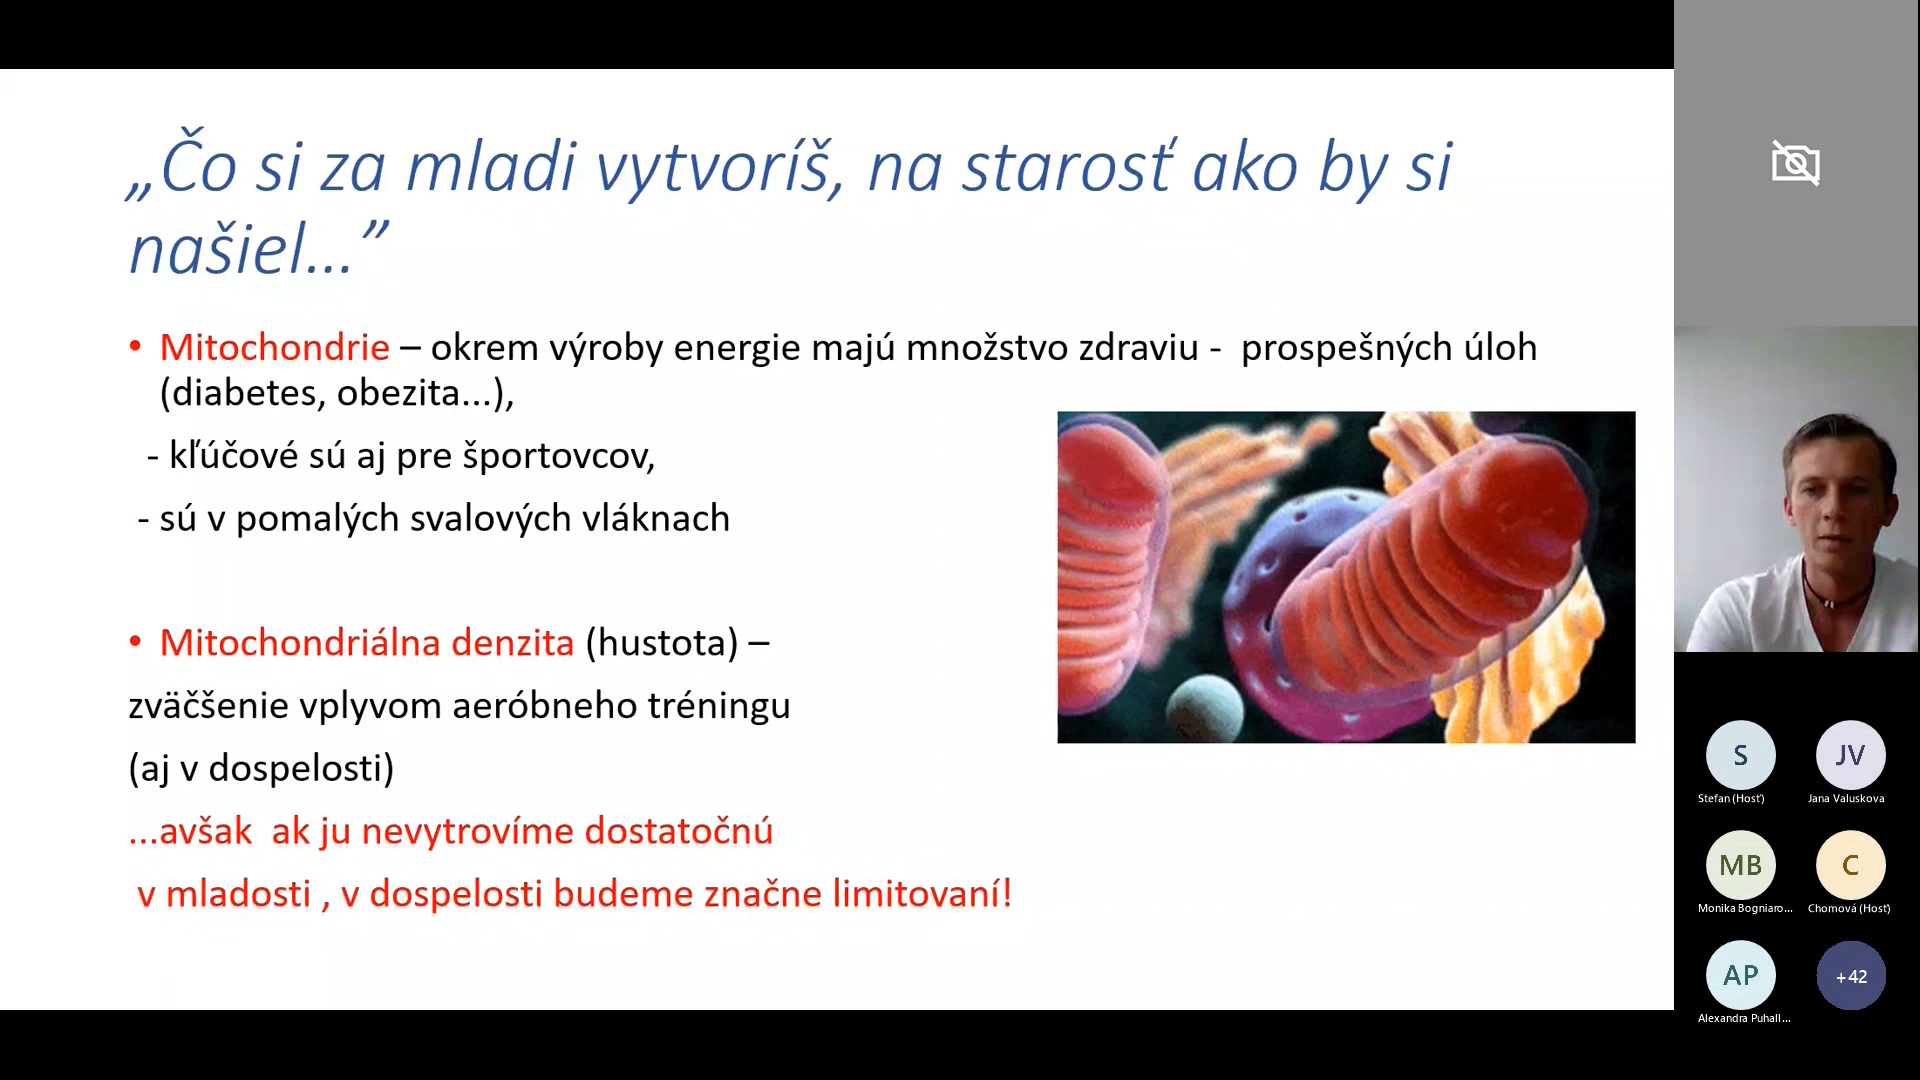 „Čo si za mladi vytvoríš, na starosť ako by si
našiel...”
• Mitochondrie – okrem výroby energie majú množstvo zdraviu - prospešných úloh
(diabetes, obezita...),
- kľúčové sú aj pre športovcov,
- sú v pomalých svalových vláknach
• Mitochondriálna denzita (hustota) –
zväčšenie vplyvom aeróbneho tréningu
(aj v dospelosti)
...avšak ak ju nevytrovíme dostatočnú
v mladosti , v dospelosti budeme značne limitovaní!
S
Stefan (Hosť)
JV
Jana Valuskova
MB
Monika Bogniaro...
C
Chomová (Hosť)
AP
Alexandra Puhall...
+42